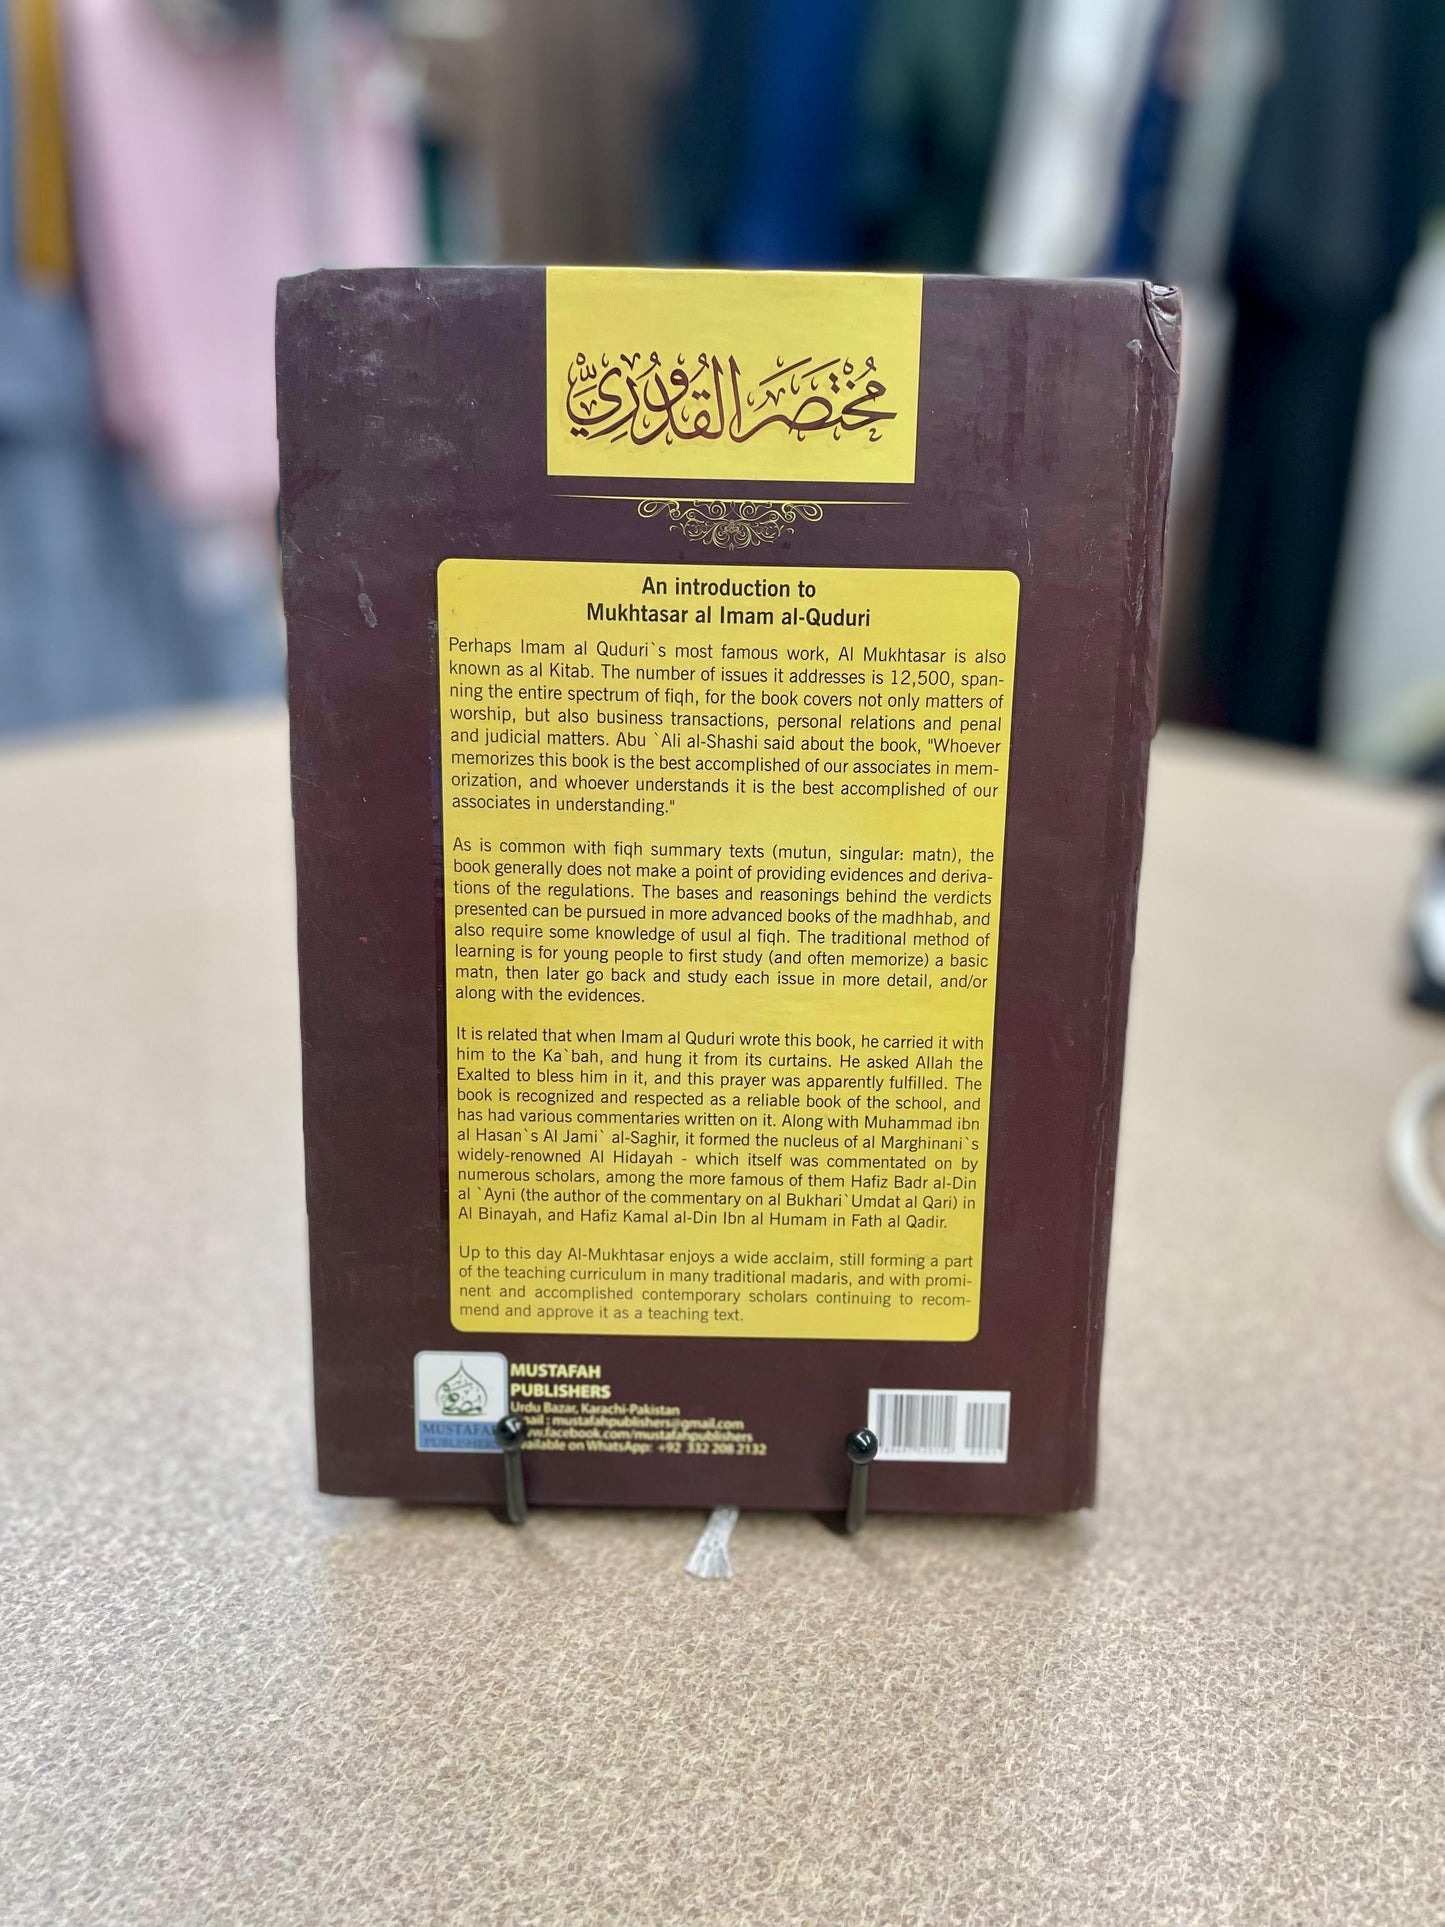 مُخْتَصَرُ الْقُدُوْرِيِّ
An introduction to
Mukhtasar al Imam al-Quduri
Perhaps Imam al Quduri`s most famous work, Al Mukhtasar is also
known as al Kitab. The number of issues it addresses is 12,500, span-
ning the entire spectrum of fiqh, for the book covers not only matters of
worship, but also business transactions, personal relations and penal
and judicial matters. Abu `Ali al-Shashi said about the book, "Whoever
memorizes this book is the best accomplished of our associates in mem-
orization, and whoever understands it is the best accomplished of our
associates in understanding."
As is common with fiqh summary texts (mutun, singular: matn), the
book generally does not make a point of providing evidences and deriva-
tions of the regulations. The bases and reasonings behind the verdicts
presented can be pursued in more advanced books of the madhhab, and
also require some knowledge of usul al fiqh. The traditional method of
learning is for young people to first study (and often memorize) a basic
matn, then later go back and study each issue in more detail, and/or
along with the evidences.
It is related that when Imam al Quduri wrote this book, he carried it with
him to the Ka`bah, and hung it from its curtains. He asked Allah the
Exalted to bless him in it, and this prayer was apparently fulfilled. The
book is recognized and respected as a reliable book of the school, and
has had various commentaries written on it. Along with Muhammad ibn
al Hasan`s Al Jami` al-Saghir, it formed the nucleus of al Marghinani`s
widely-renowned Al Hidayah - which itself was commentated on by
numerous scholars, among the more famous of them Hafiz Badr al-Din
al `Ayni (the author of the commentary on al Bukhari`Umdat al Qari) in
Al Binayah, and Hafiz Kamal al-Din Ibn al Humam in Fath al Qadir.
Up to this day Al-Mukhtasar enjoys a wide acclaim, still forming a part
of the teaching curriculum in many traditional madaris, and with promi-
nent and accomplished contemporary scholars continuing to recom-
mend and approve it as a teaching text.
MUSTAFAH
PUBLISHERS
Urdu Bazar, Karachi-Pakistan
mustafahpublishers@gmail.com
facebook.com/mustafahpublishers
on WhatsApp: +92 332 208 2132
PUBLISHERS